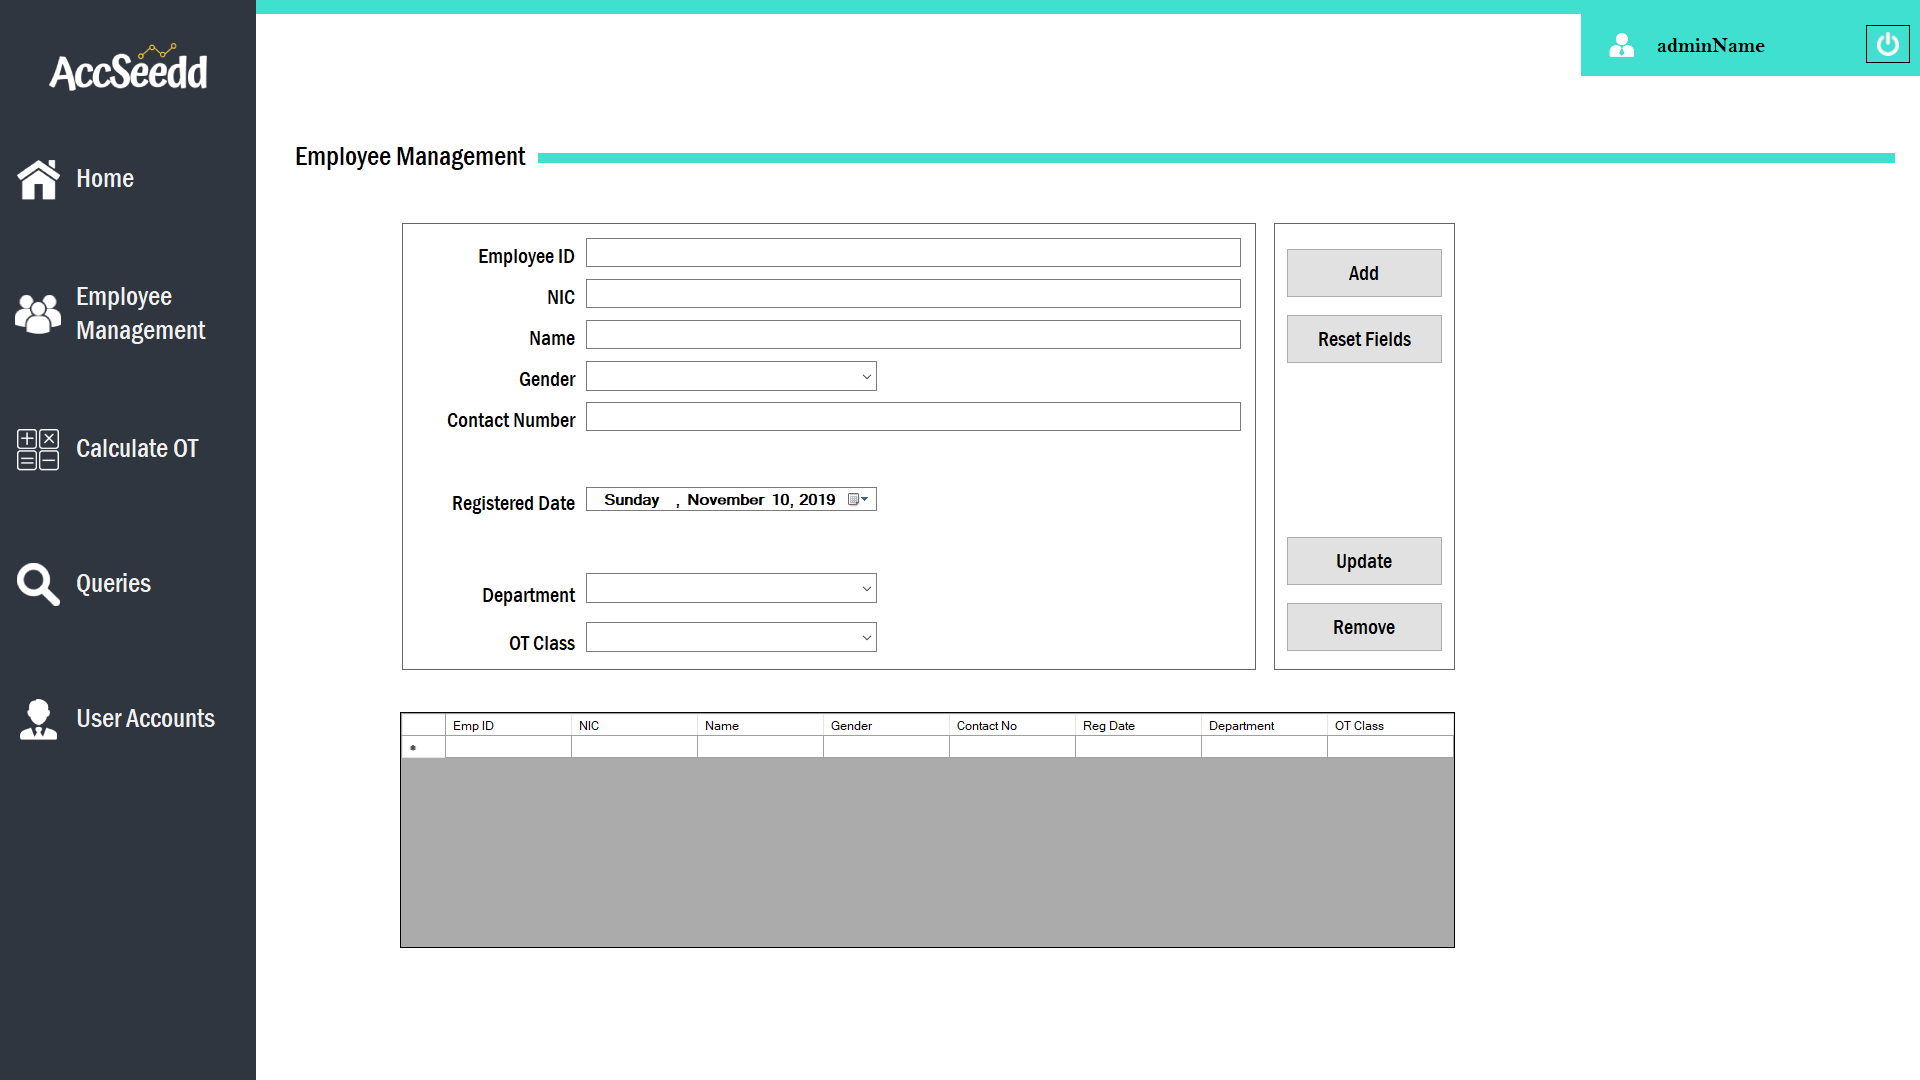 AccSeedd
adminName
Home
Employee Management
Employee
Management
Calculate OT
Queries
User Accounts
Employee ID
NIC
Name
Gender
Contact Number
Registered Date
Sunday , November 10, 2019
Department
OT Class
Add
Reset Fields
Update
Remove
Emp ID NIC Name Gender Contact No Reg Date Department OT Class
*